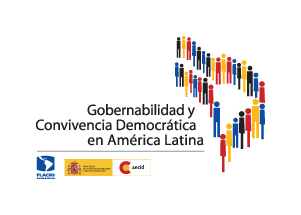 Gobernabilidad y
Convivencia Democrática
en América Latina
FLACSO
aecid